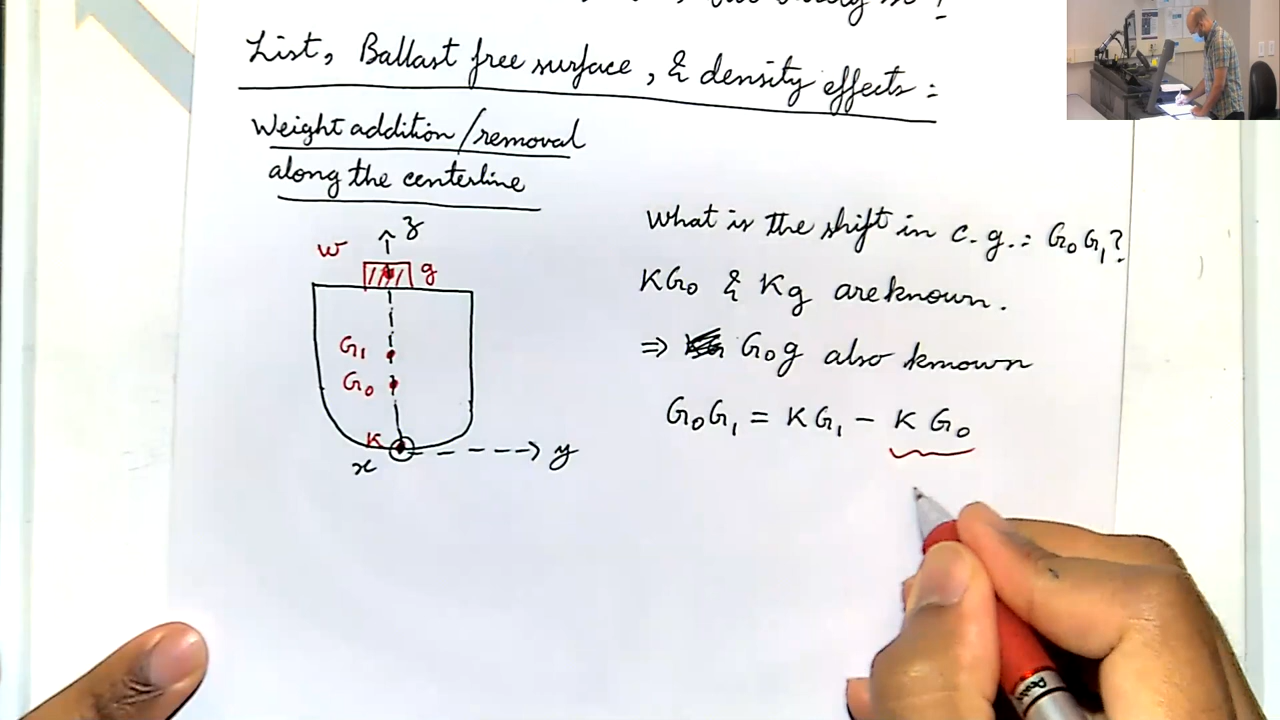 List, Ballast free surface, & density effects:
Weight addition/removal
along the centerline
z
w
g
G₁
G₀
K
x
y
What is the shift in c.g.: G₀G₁?
KG₀ & Kg are known.
⇒ G₀g also known
G₀G₁ = KG₁ − KG₀